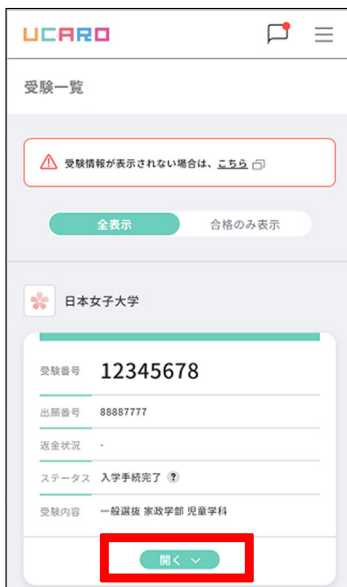 UCARO
受験一覧
受験情報が表示されない場合は、こちら
全表示 合格のみ表示
日本女子大学
受験番号 12345678
出願番号 88887777
返金状況 -
ステータス 入学手続完了 ?
受験内容 一般選抜 家政学部 児童学科
開く